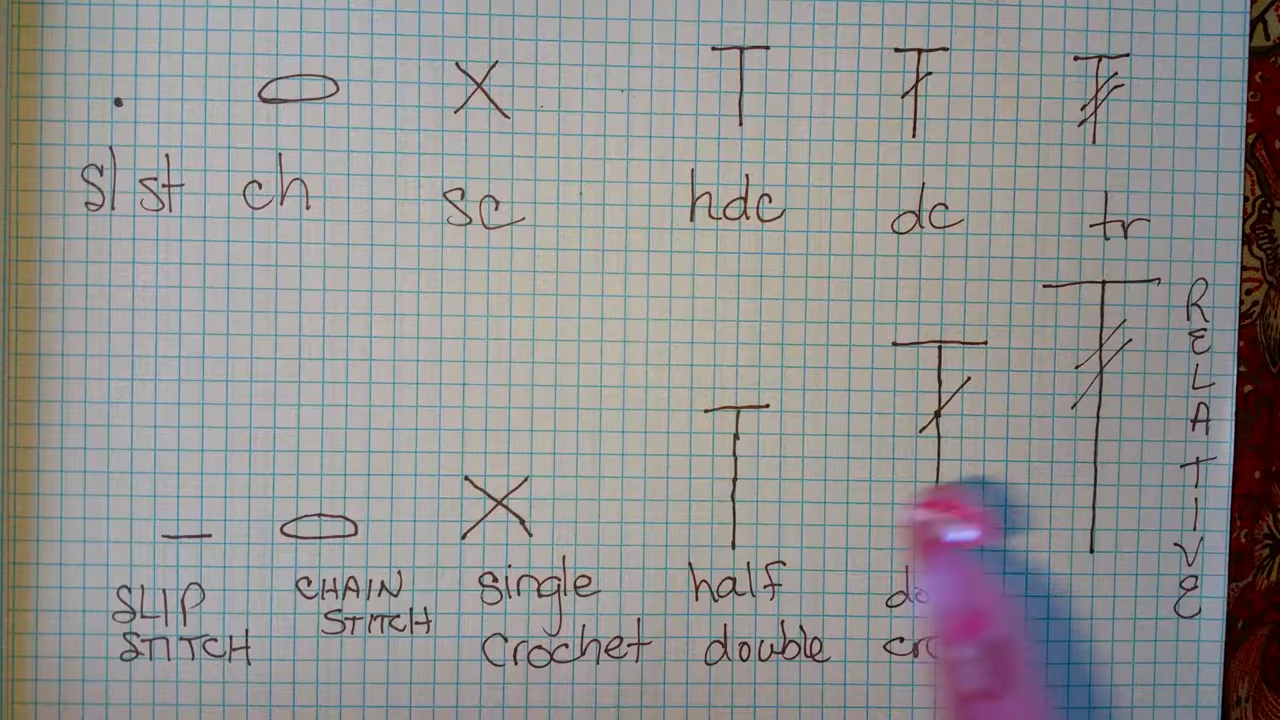 sl st ch sc hdc dc tr
RELATIVE
SLIP STITCH
CHAIN STITCH
single crochet
half double